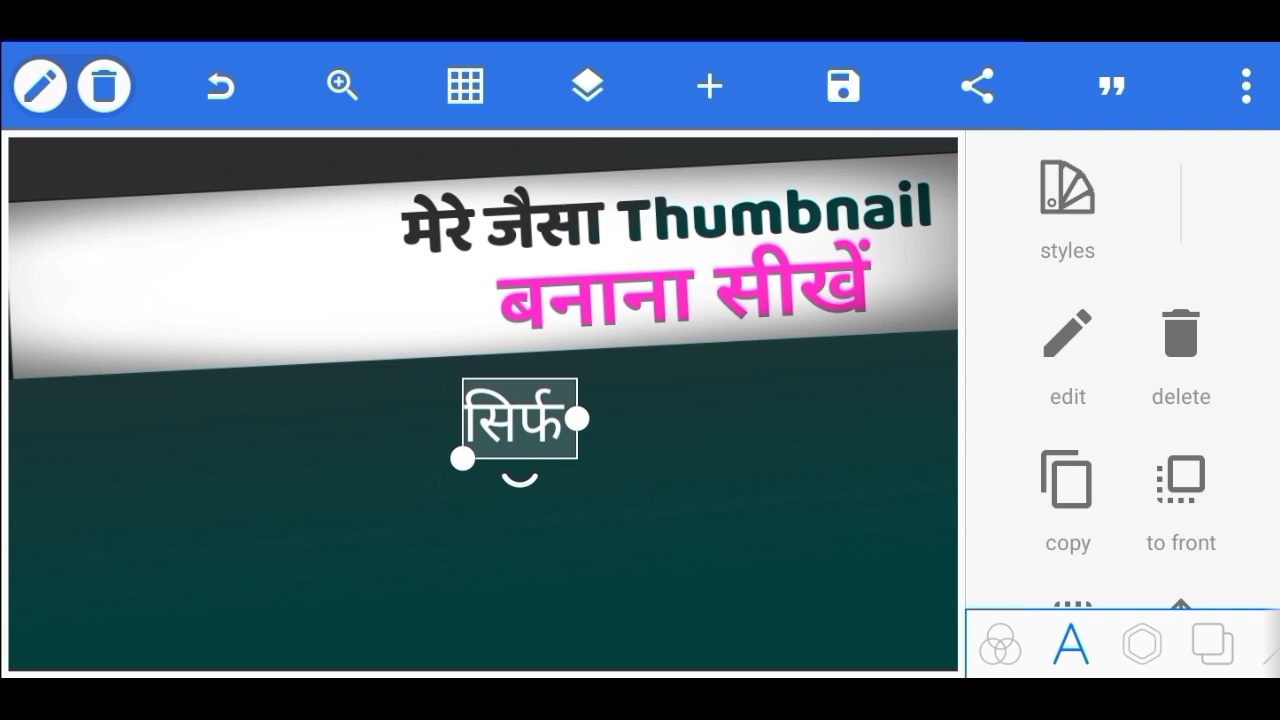 मेरे जैसा Thumbnail
बनाना सीखें
सिर्फ
styles
edit
delete
copy
to front